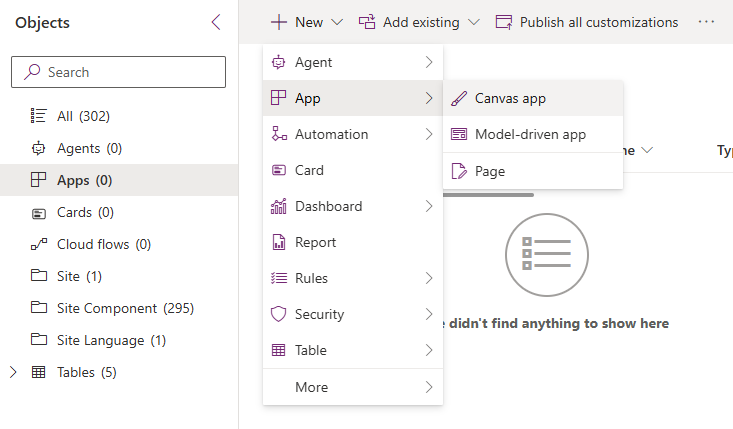 Objects
New
Add existing
Publish all customizations
Search
All (302)
Agents (0)
Apps (0)
Cards (0)
Cloud flows (0)
Site (1)
Site Component (295)
Site Language (1)
Tables (5)
Agent
App
Automation
Card
Dashboard
Report
Rules
Security
Table
More
Canvas app
Model-driven app
Page
didn't find anything to show here